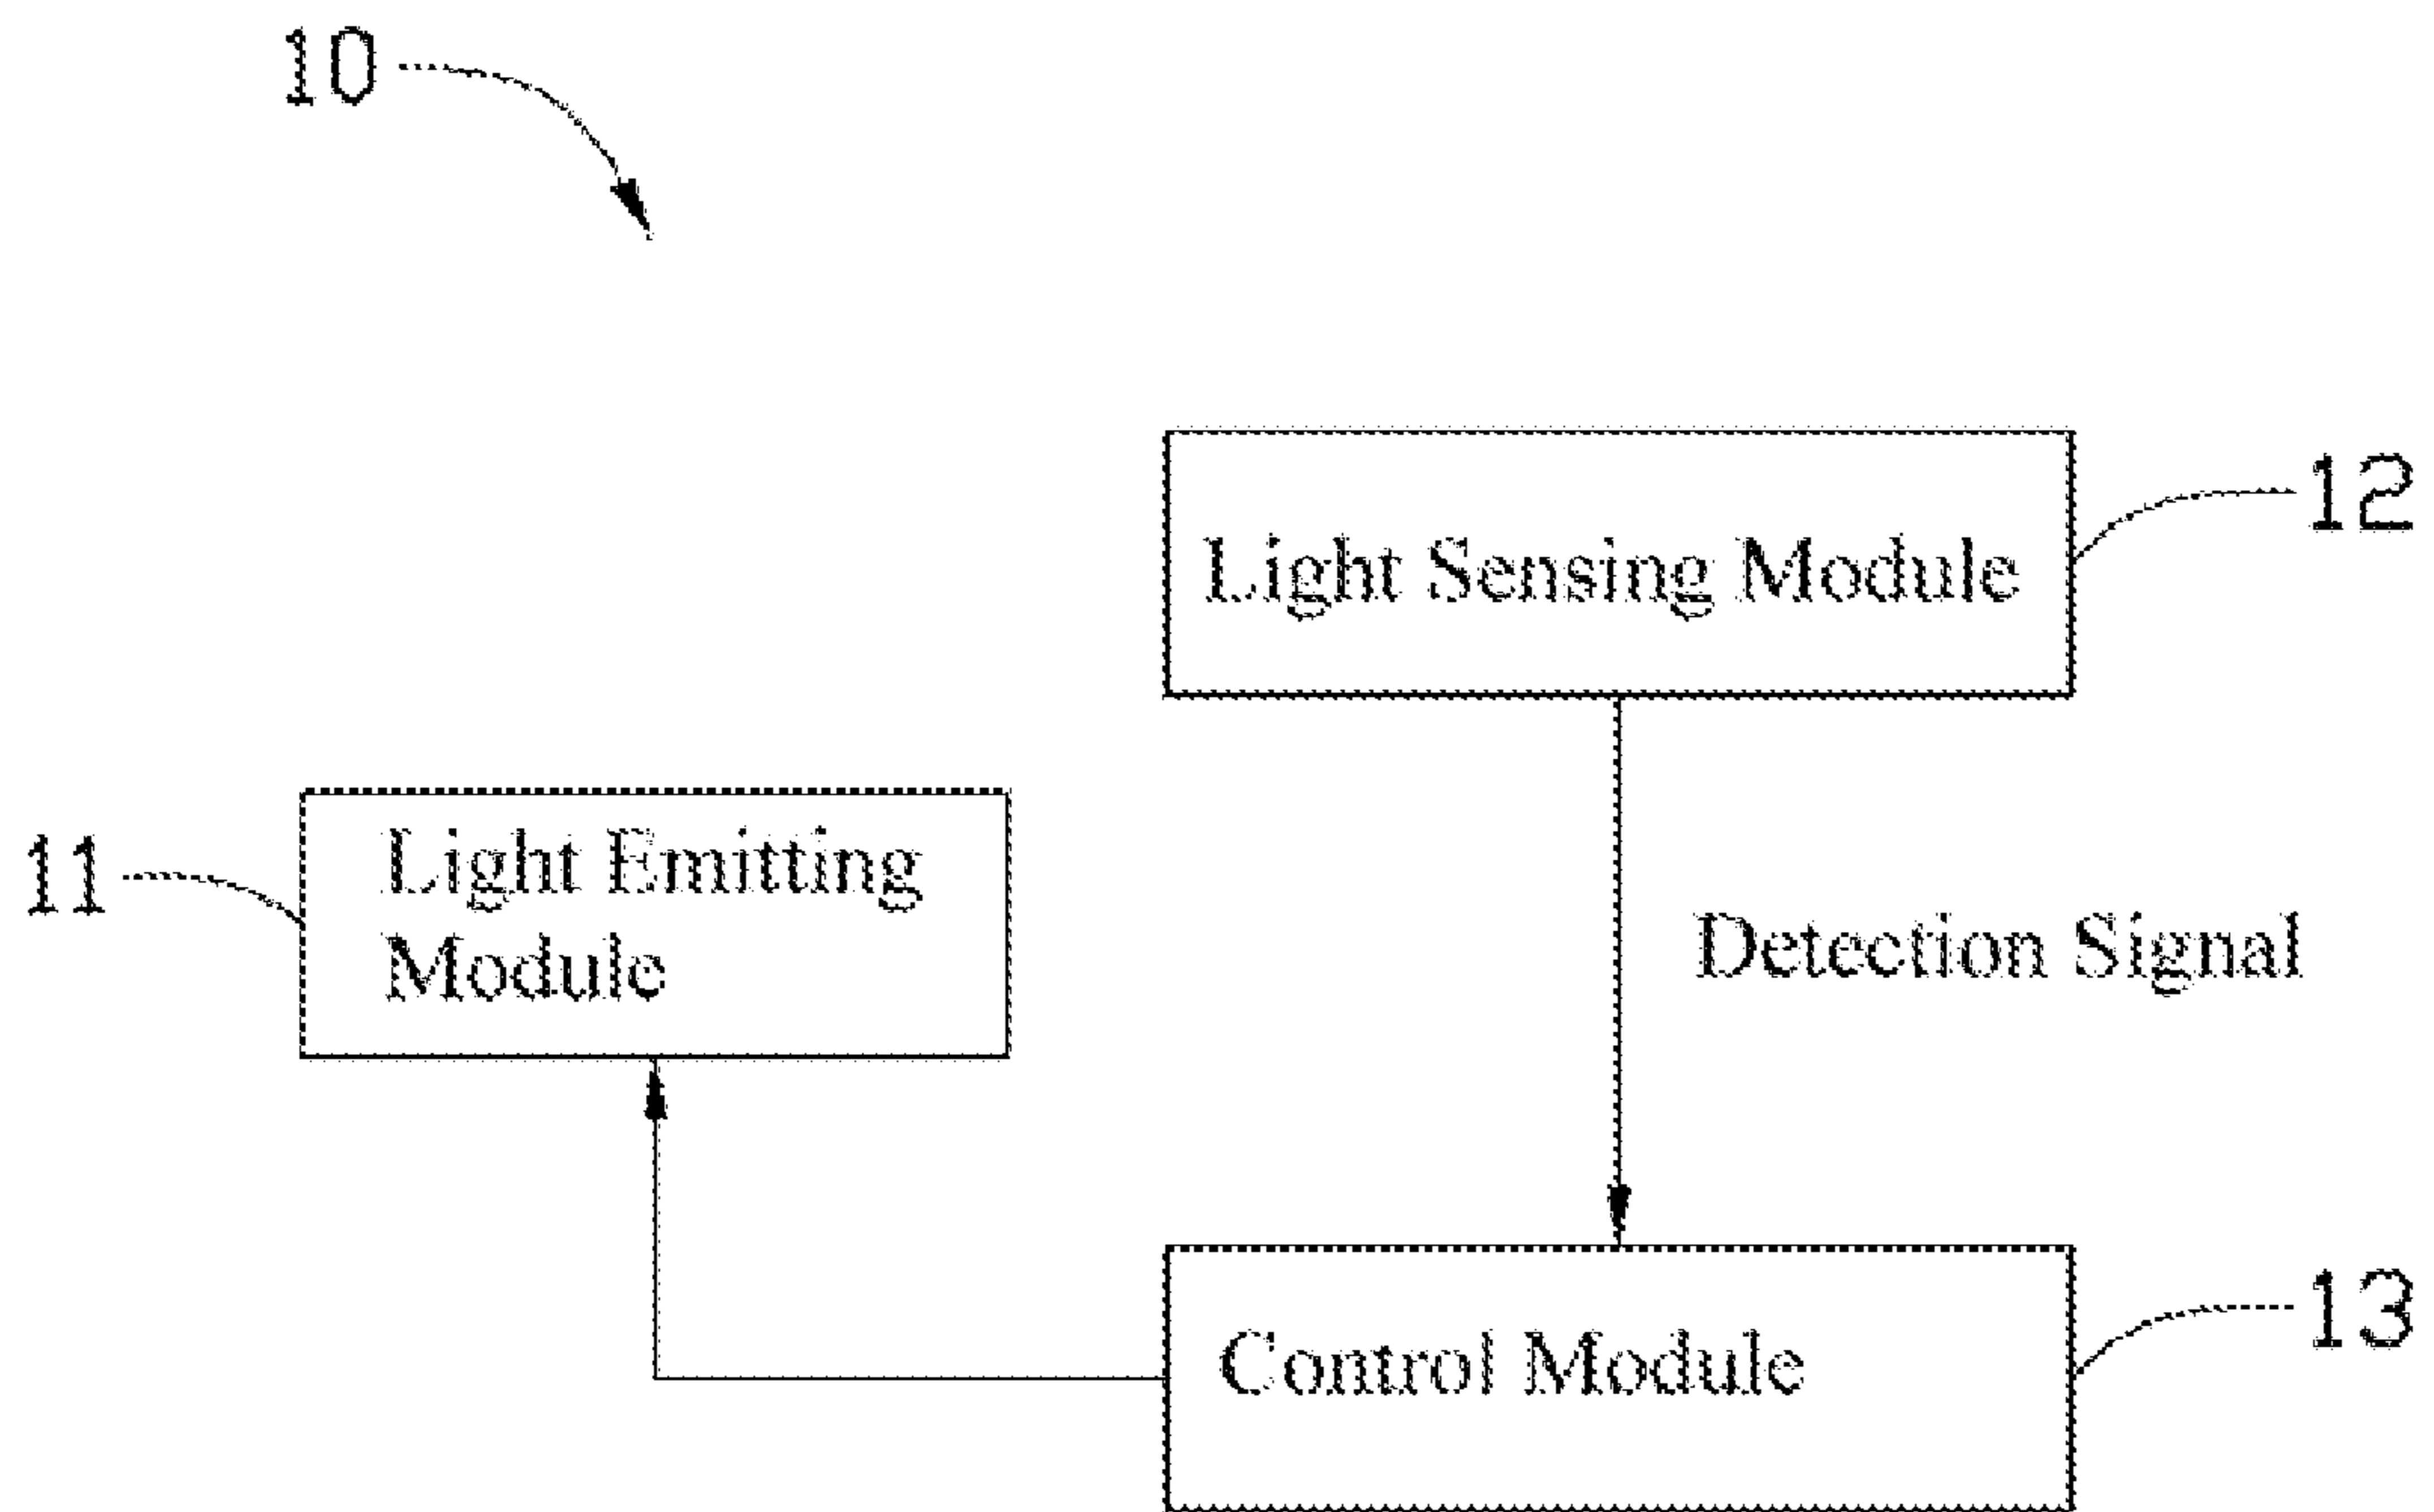 10
12
Light Sensing Module
11
Light Emitting
Module
Detection Signal
13
Control Module